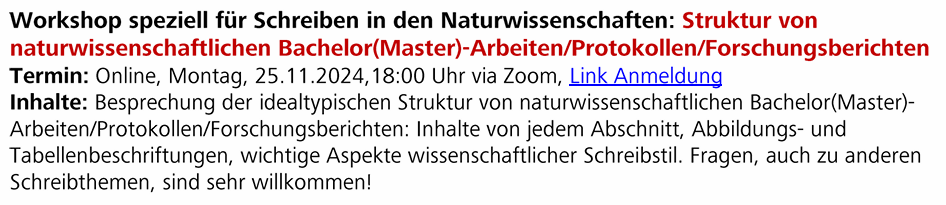 Workshop speziell für Schreiben in den Naturwissenschaften: Struktur von
naturwissenschaftlichen Bachelor(Master)-Arbeiten/Protokollen/Forschungsberichten
Termin: Online, Montag, 25.11.2024,18:00 Uhr via Zoom, Link Anmeldung
Inhalte: Besprechung der idealtypischen Struktur von naturwissenschaftlichen Bachelor(Master)-
Arbeiten/Protokollen/Forschungsberichten: Inhalte von jedem Abschnitt, Abbildungs- und
Tabellenbeschriftungen, wichtige Aspekte wissenschaftlicher Schreibstil. Fragen, auch zu anderen
Schreibthemen, sind sehr willkommen!